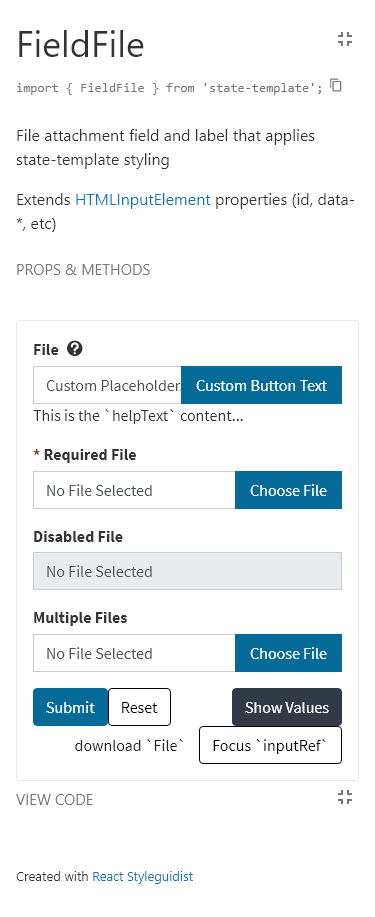 FieldFile
import { FieldFile } from 'state-template';
File attachment field and label that applies
state-template styling
Extends HTMLInputElement properties (id, data-
*, etc)
PROPS & METHODS
File
Custom Placeholder. Custom Button Text
This is the `helpText` content...
* Required File
No File Selected Choose File
Disabled File
No File Selected
Multiple Files
No File Selected Choose File
Submit Reset Show Values
download `File` Focus `inputRef`
VIEW CODE
Created with React Styleguidist